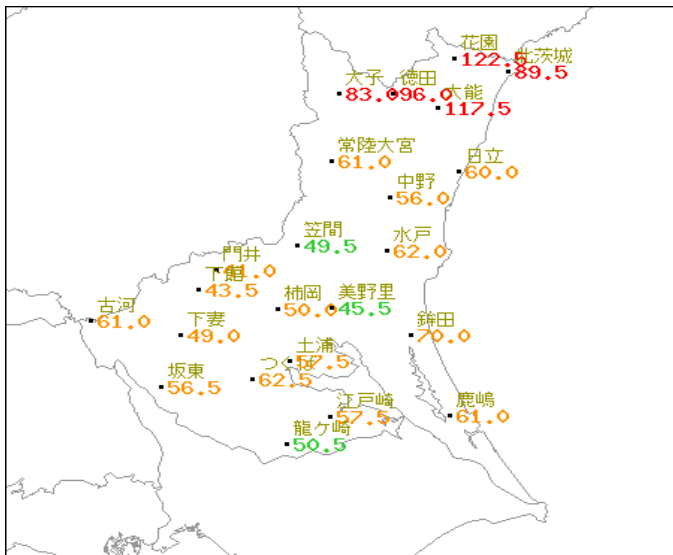 花園
122.5
北茨城
89.5
大子
83.0
徳田
96.0
大能
117.5
常陸大宮
61.0
日立
60.0
中野
56.0
笠間
49.5
水戸
62.0
門井
41.0
下館
43.5
柿岡
50.0
美野里
45.5
古河
61.0
下妻
49.0
鉾田
70.0
土浦
57.5
つくば
62.5
坂東
56.5
江戸崎
57.5
鹿嶋
61.0
龍ケ崎
50.5